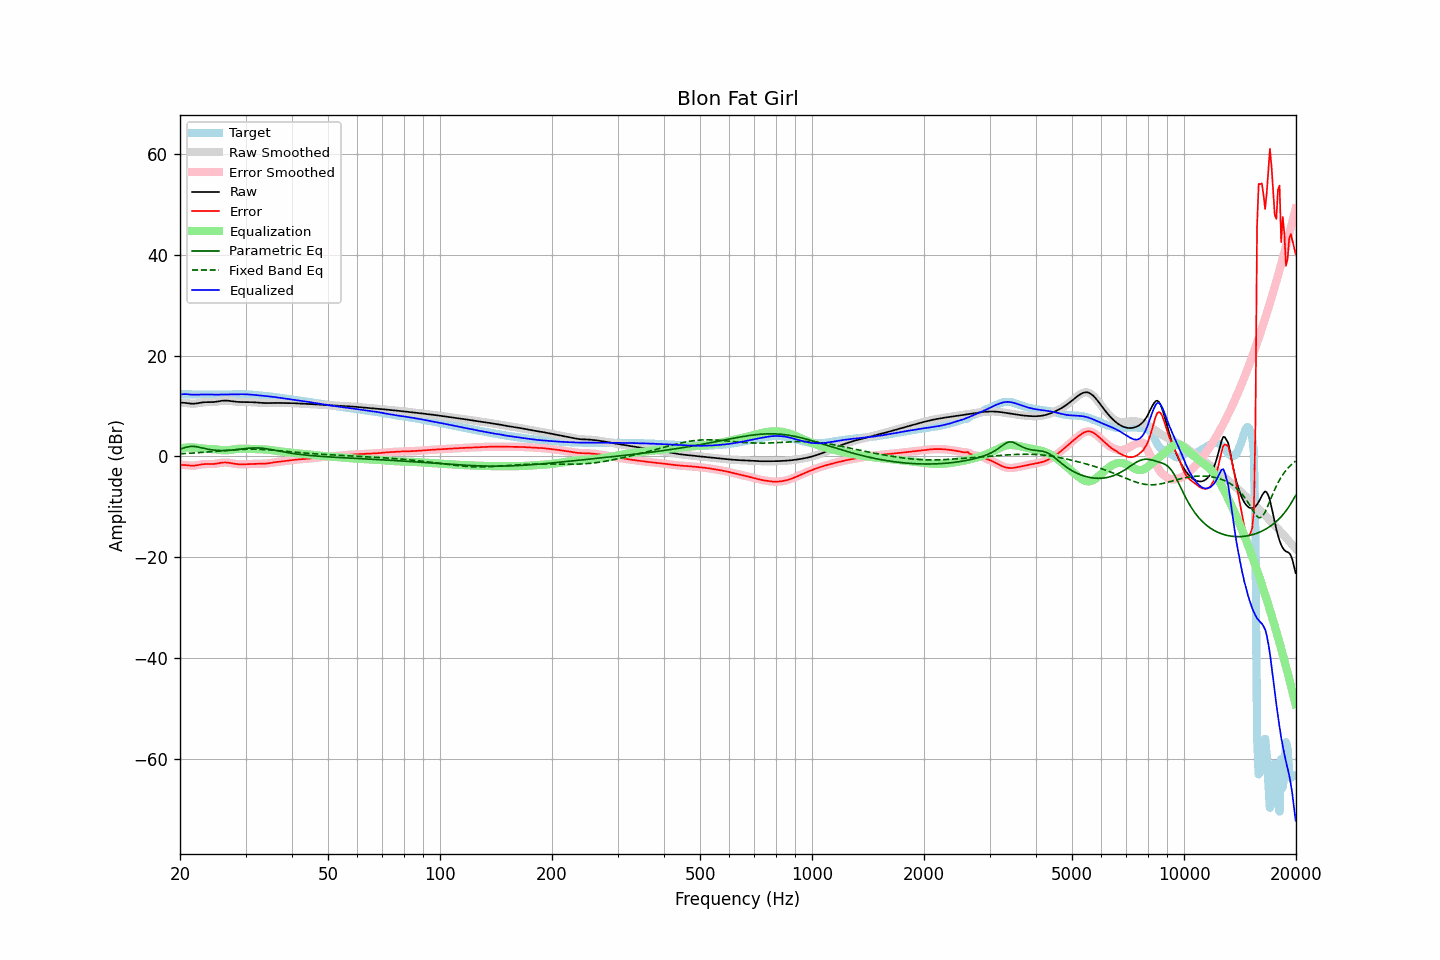 Blon Fat Girl
Target
Raw Smoothed
Error Smoothed
Raw
Error
Equalization
Parametric Eq
Fixed Band Eq
Equalized
60
40
20
0
−20
−40
−60
Amplitude (dBr)
20 50 100 200 500 1000 2000 5000 10000 20000
Frequency (Hz)